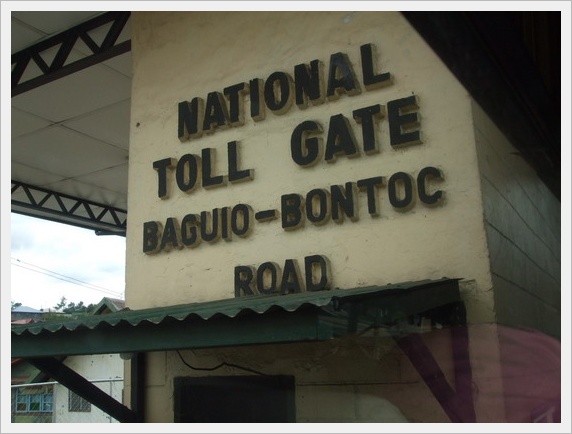 NATIONAL
TOLL GATE
BAGUIO-BONTOC
ROAD